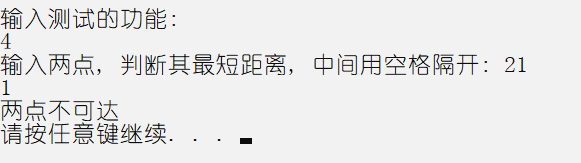 输入测试的功能:
4
输入两点, 判断其最短距离, 中间用空格隔开: 21
1
两点不可达
请按任意键继续. . .